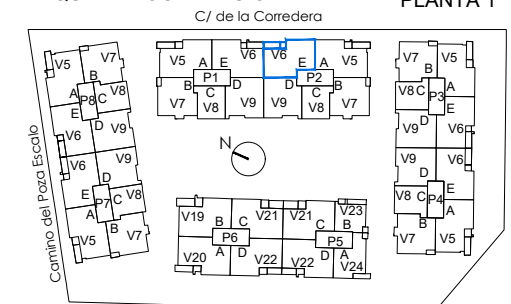 PLANTA 1
C/ de la Corredera
V5 A E V6 V6 E A V5
P1 P2
B C D D C B
V7 V8 V9 V9 V8 V7
V5 V7
B
A P8 C V8
E D
V6 V9
V6 V9
E D
P7 C V8
A B
V5 V7
Camino del Poza Escalo
N
V7 V5
B A
V8 C P3
D E
V9 V6
V9 V6
D E
V8 C P4
B A
V7 V5
V19 V21 V21 V23
B C C B
P6 P5
A D D A
V20 V22 V22 V24